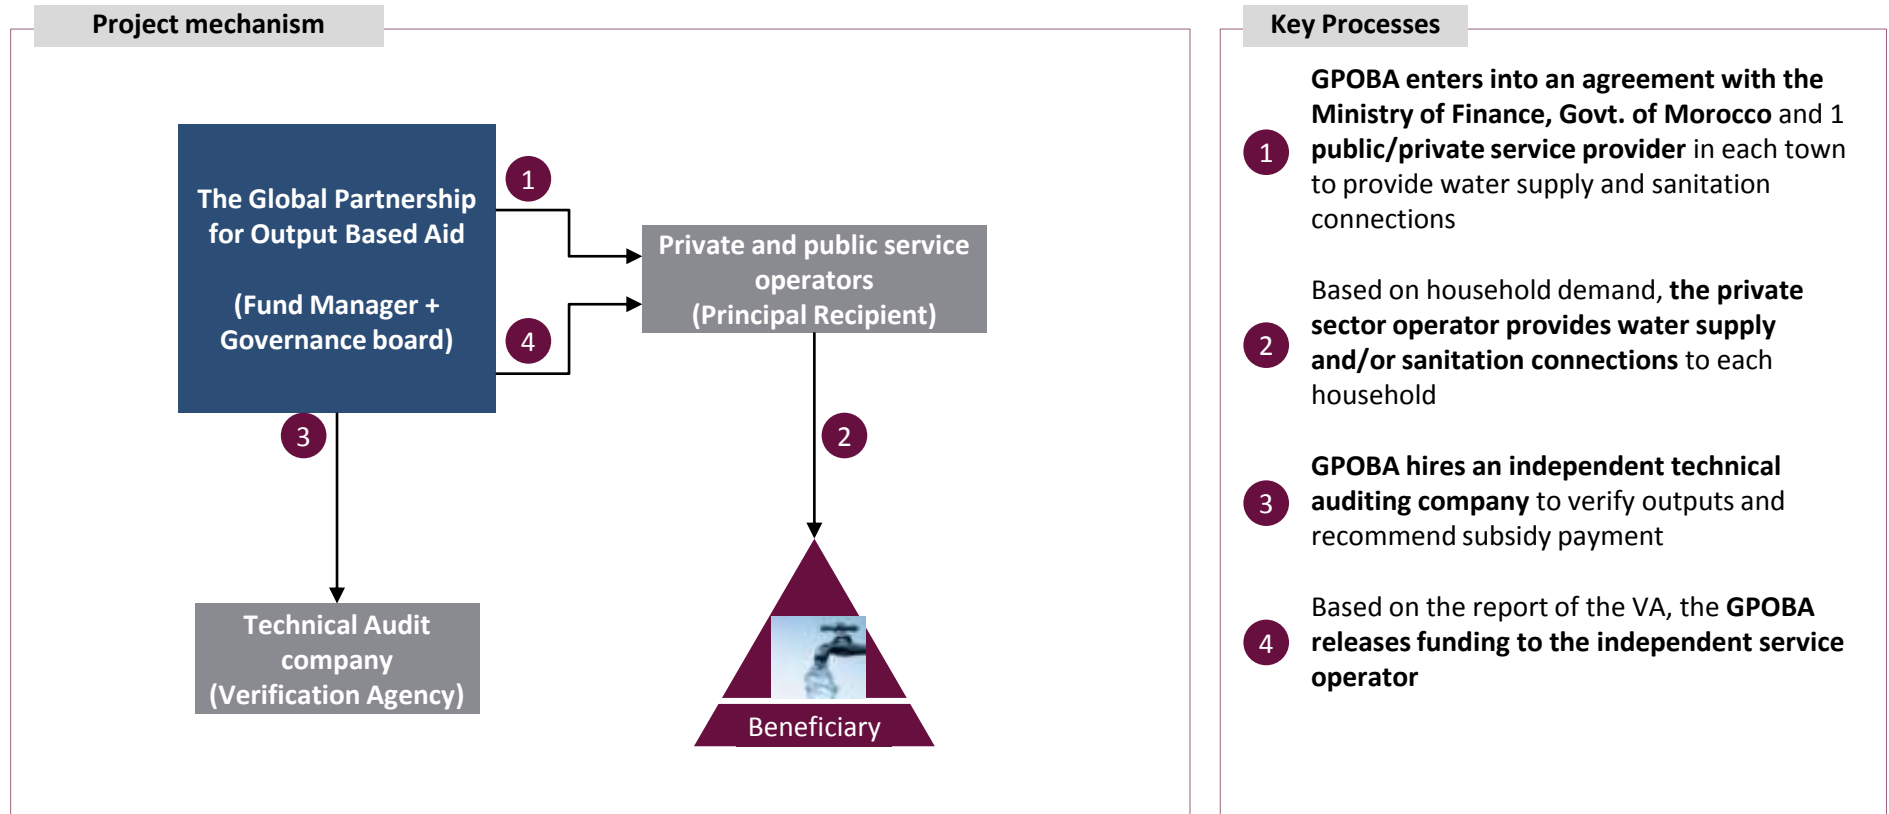 Project mechanism
The Global Partnership
for Output Based Aid
(Fund Manager +
Governance board)
1
4
3
Private and public service
operators
(Principal Recipient)
2
Technical Audit
company
(Verification Agency)
Beneficiary
Key Processes
1
GPOBA enters into an agreement with the
Ministry of Finance, Govt. of Morocco and 1
public/private service provider in each town
to provide water supply and sanitation
connections
2
Based on household demand, the private
sector operator provides water supply
and/or sanitation connections to each
household
3
GPOBA hires an independent technical
auditing company to verify outputs and
recommend subsidy payment
4
Based on the report of the VA, the GPOBA
releases funding to the independent service
operator